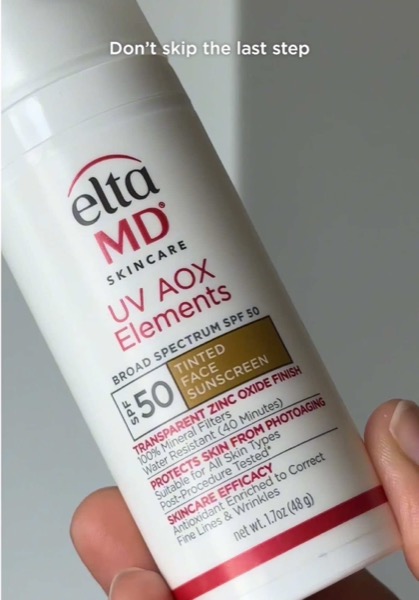 Don't skip the last step
elta
MD®
SKINCARE
UV AOX
Elements
BROAD SPECTRUM SPF 50
SPF 50
TINTED
FACE
SUNSCREEN
TRANSPARENT ZINC OXIDE FINISH
100% Mineral Filters
Water Resistant (40 Minutes)
PROTECTS SKIN FROM PHOTOAGING
Suitable for All Skin Types
Post-Procedure Tested*
SKINCARE EFFICACY
Antioxidant Enriched to Correct
Fine Lines & Wrinkles
net wt. 1.7oz (48 g)